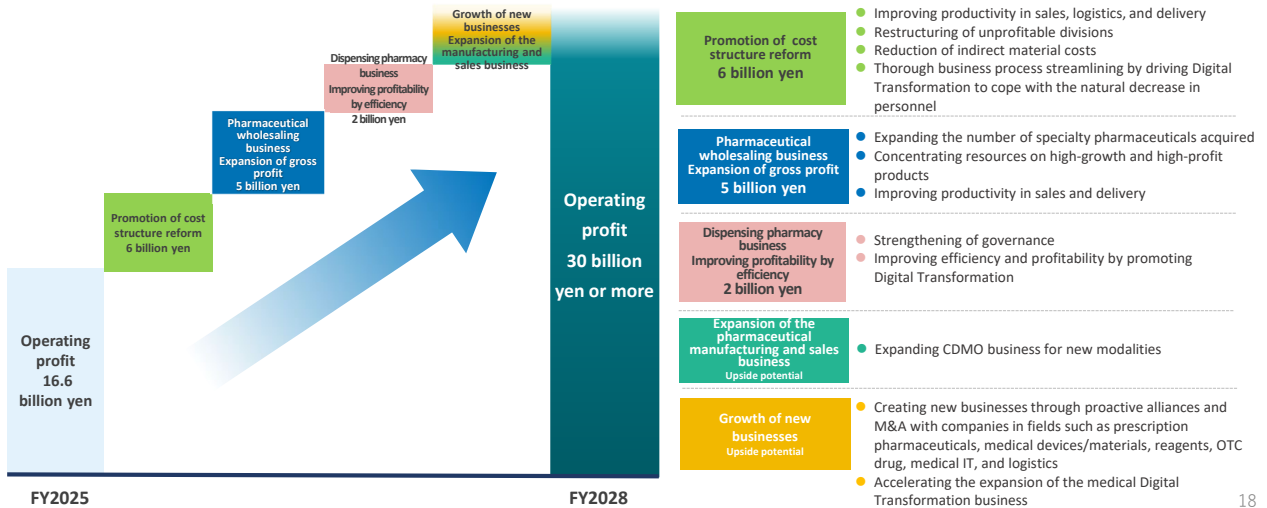 Growth of new
businesses
Expansion of the
manufacturing and
sales business
Dispensing pharmacy
business
Improving profitability
by efficiency
2 billion yen
Pharmaceutical
wholesaling
business
Expansion of gross
profit
5 billion yen
Promotion of cost
structure reform
6 billion yen
Operating
profit
16.6
billion yen
Operating
profit
30 billion
yen or more
FY2025
FY2028
Promotion of cost
structure reform
6 billion yen
Improving productivity in sales, logistics, and delivery
Restructuring of unprofitable divisions
Reduction of indirect material costs
Thorough business process streamlining by driving Digital
Transformation to cope with the natural decrease in
personnel
Pharmaceutical
wholesaling business
Expansion of gross profit
5 billion yen
Expanding the number of specialty pharmaceuticals acquired
Concentrating resources on high-growth and high-profit
products
Improving productivity in sales and delivery
Dispensing pharmacy
business
Improving profitability by
efficiency
2 billion yen
Strengthening of governance
Improving efficiency and profitability by promoting
Digital Transformation
Expansion of the
pharmaceutical
manufacturing and sales
business
Upside potential
Expanding CDMO business for new modalities
Growth of new
businesses
Upside potential
Creating new businesses through proactive alliances and
M&A with companies in fields such as prescription
pharmaceuticals, medical devices/materials, reagents, OTC
drug, medical IT, and logistics
Accelerating the expansion of the medical Digital
Transformation business
18